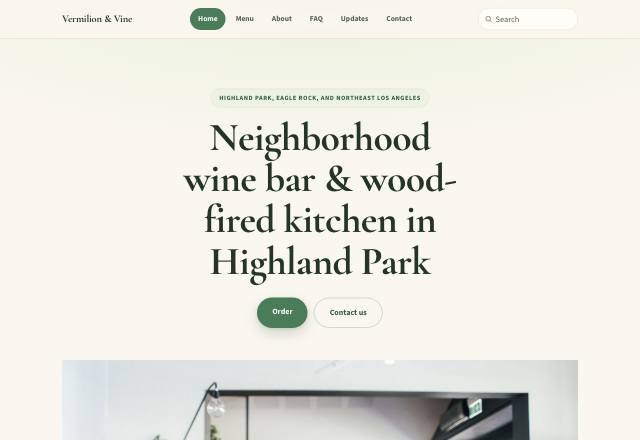 Vermilion & Vine
Home Menu About FAQ Updates Contact
Search
HIGHLAND PARK, EAGLE ROCK, AND NORTHEAST LOS ANGELES
Neighborhood
wine bar & wood-
fired kitchen in
Highland Park
Order Contact us